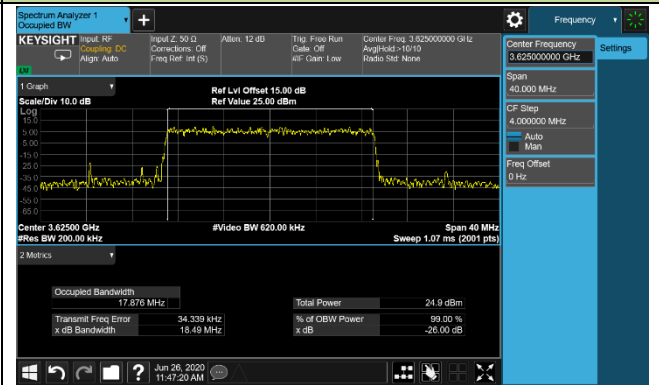 Spectrum Analyzer 1
Occupied BW
KEYSIGHT
Input: RF
Coupling: DC
Align: Auto
Input Z: 50 Ω
Corrections: Off
Freq Ref: Int (S)
Atten: 12 dB
Trig: Free Run
Gate: Off
#IF Gain: Low
Center Freq: 3.625000000 GHz
Avg|Hold:>10/10
Radio Std: None
LXI
1 Graph
Scale/Div 10.0 dB
Ref Lvl Offset 15.00 dB
Ref Value 25.00 dBm
Log
15.0
5.00
-5.00
-15.0
-25.0
-35.0
-45.0
-55.0
-65.0
Center 3.62500 GHz
#Res BW 200.00 kHz
#Video BW 620.00 kHz
Span 40 MHz
Sweep 1.07 ms (2001 pts)
2 Metrics
Occupied Bandwidth
17.876 MHz
Transmit Freq Error 34.339 kHz
x dB Bandwidth 18.49 MHz
Total Power 24.9 dBm
% of OBW Power 99.00 %
x dB -26.00 dB
Jun 26, 2020
11:47:20 AM
Frequency
Settings
Center Frequency
3.625000000 GHz
Span
40.000 MHz
CF Step
4.000000 MHz
Auto
Man
Freq Offset
0 Hz